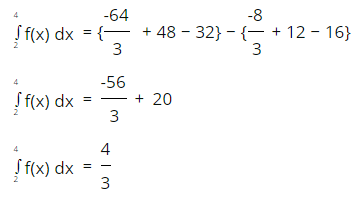 ∫₂⁴ f(x) dx = {-64/3 + 48 − 32} − {-8/3 + 12 − 16}
∫₂⁴ f(x) dx = -56/3 + 20
∫₂⁴ f(x) dx = 4/3